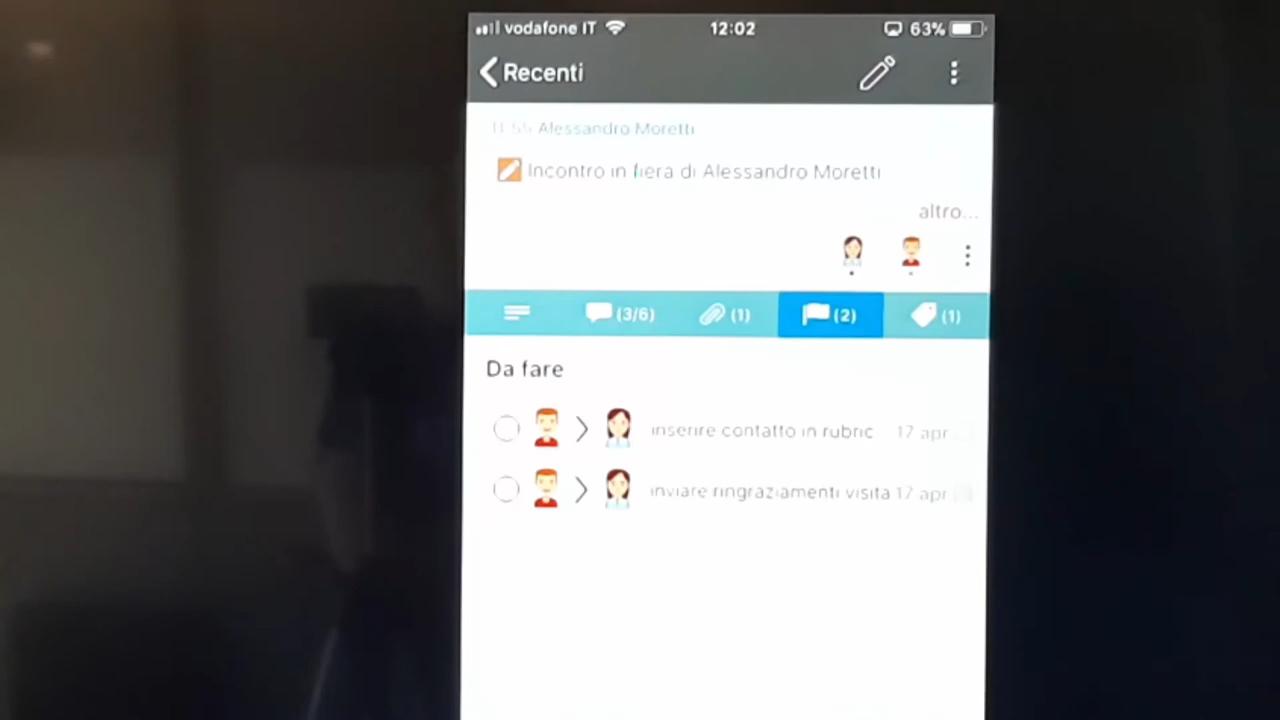 vodafone IT 12:02 63%
Recenti
11:55 Alessandro Moretti
Incontro in fiera di Alessandro Moretti
altro...
(3/6) (1) (2) (1)
Da fare
inserire contatto in rubric 17 apr
inviare ringraziamenti visita 17 apr